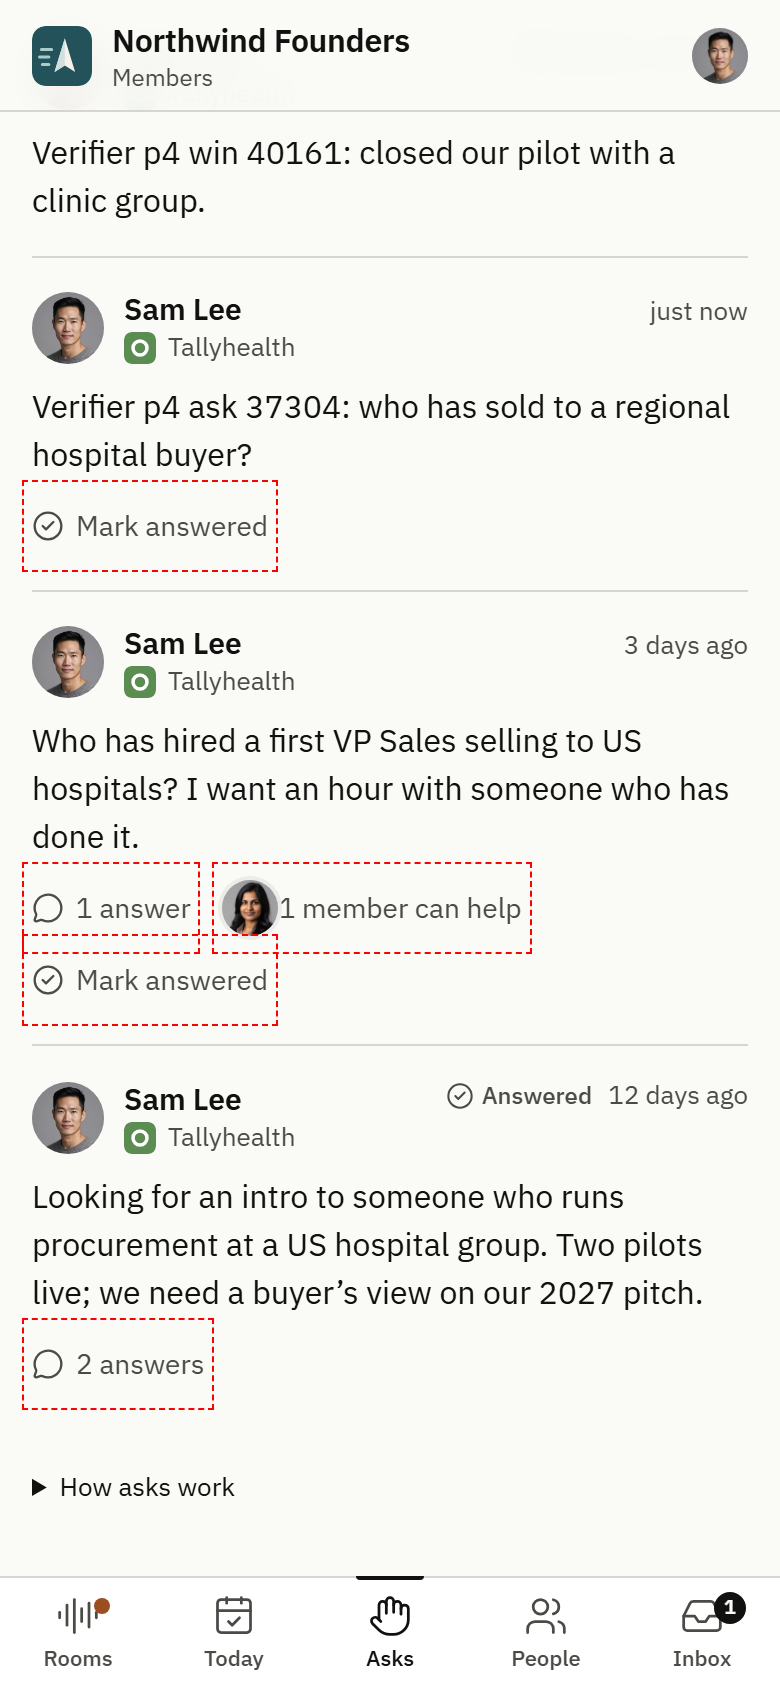 Northwind Founders
Members
Verifier p4 win 40161: closed our pilot with a
clinic group.
Sam Lee
just now
Tallyhealth
Verifier p4 ask 37304: who has sold to a regional
hospital buyer?
Mark answered
Sam Lee
3 days ago
Tallyhealth
Who has hired a first VP Sales selling to US
hospitals? I want an hour with someone who has
done it.
1 answer
1 member can help
Mark answered
Sam Lee
Answered 12 days ago
Tallyhealth
Looking for an intro to someone who runs
procurement at a US hospital group. Two pilots
live; we need a buyer’s view on our 2027 pitch.
2 answers
How asks work
1
Rooms
Today
Asks
People
Inbox